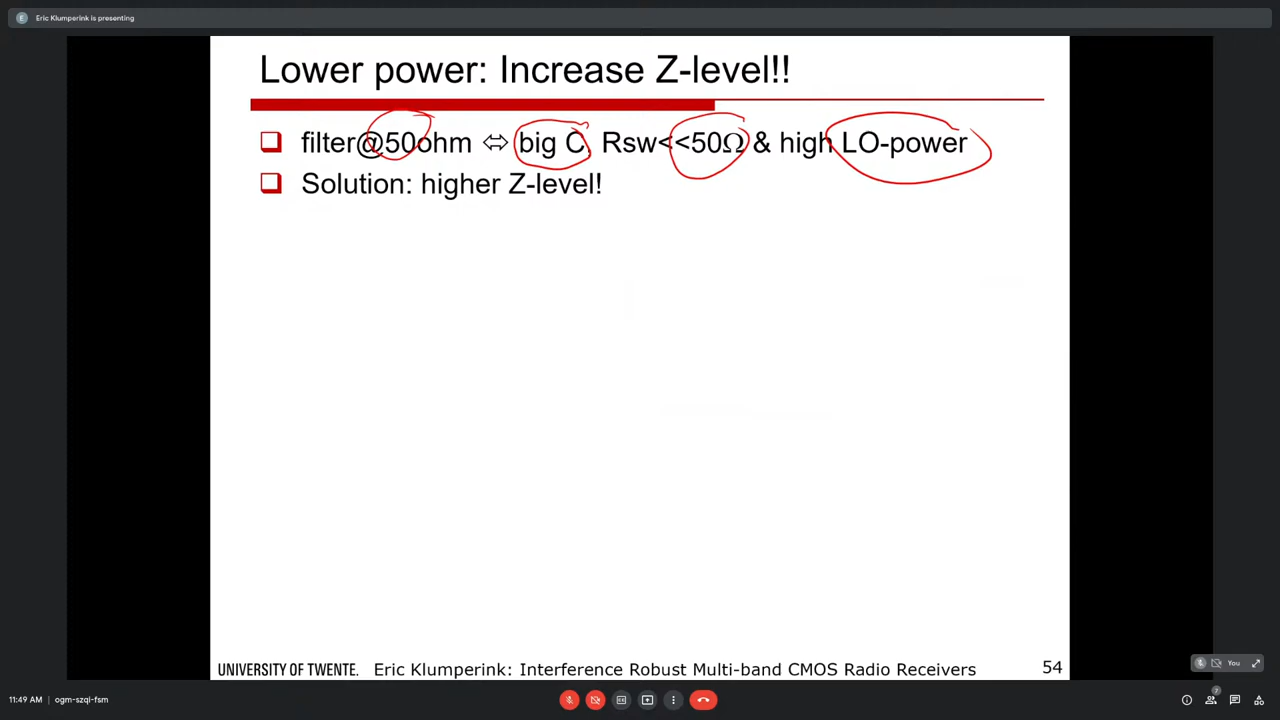 Eric Klumperink is presenting
Lower power: Increase Z-level!!
filter@50ohm ⇔ big C, Rsw<<50Ω & high LO-power
Solution: higher Z-level!
UNIVERSITY OF TWENTE. Eric Klumperink: Interference Robust Multi-band CMOS Radio Receivers 54
You
11:49 AM ogm-szqi-fsm